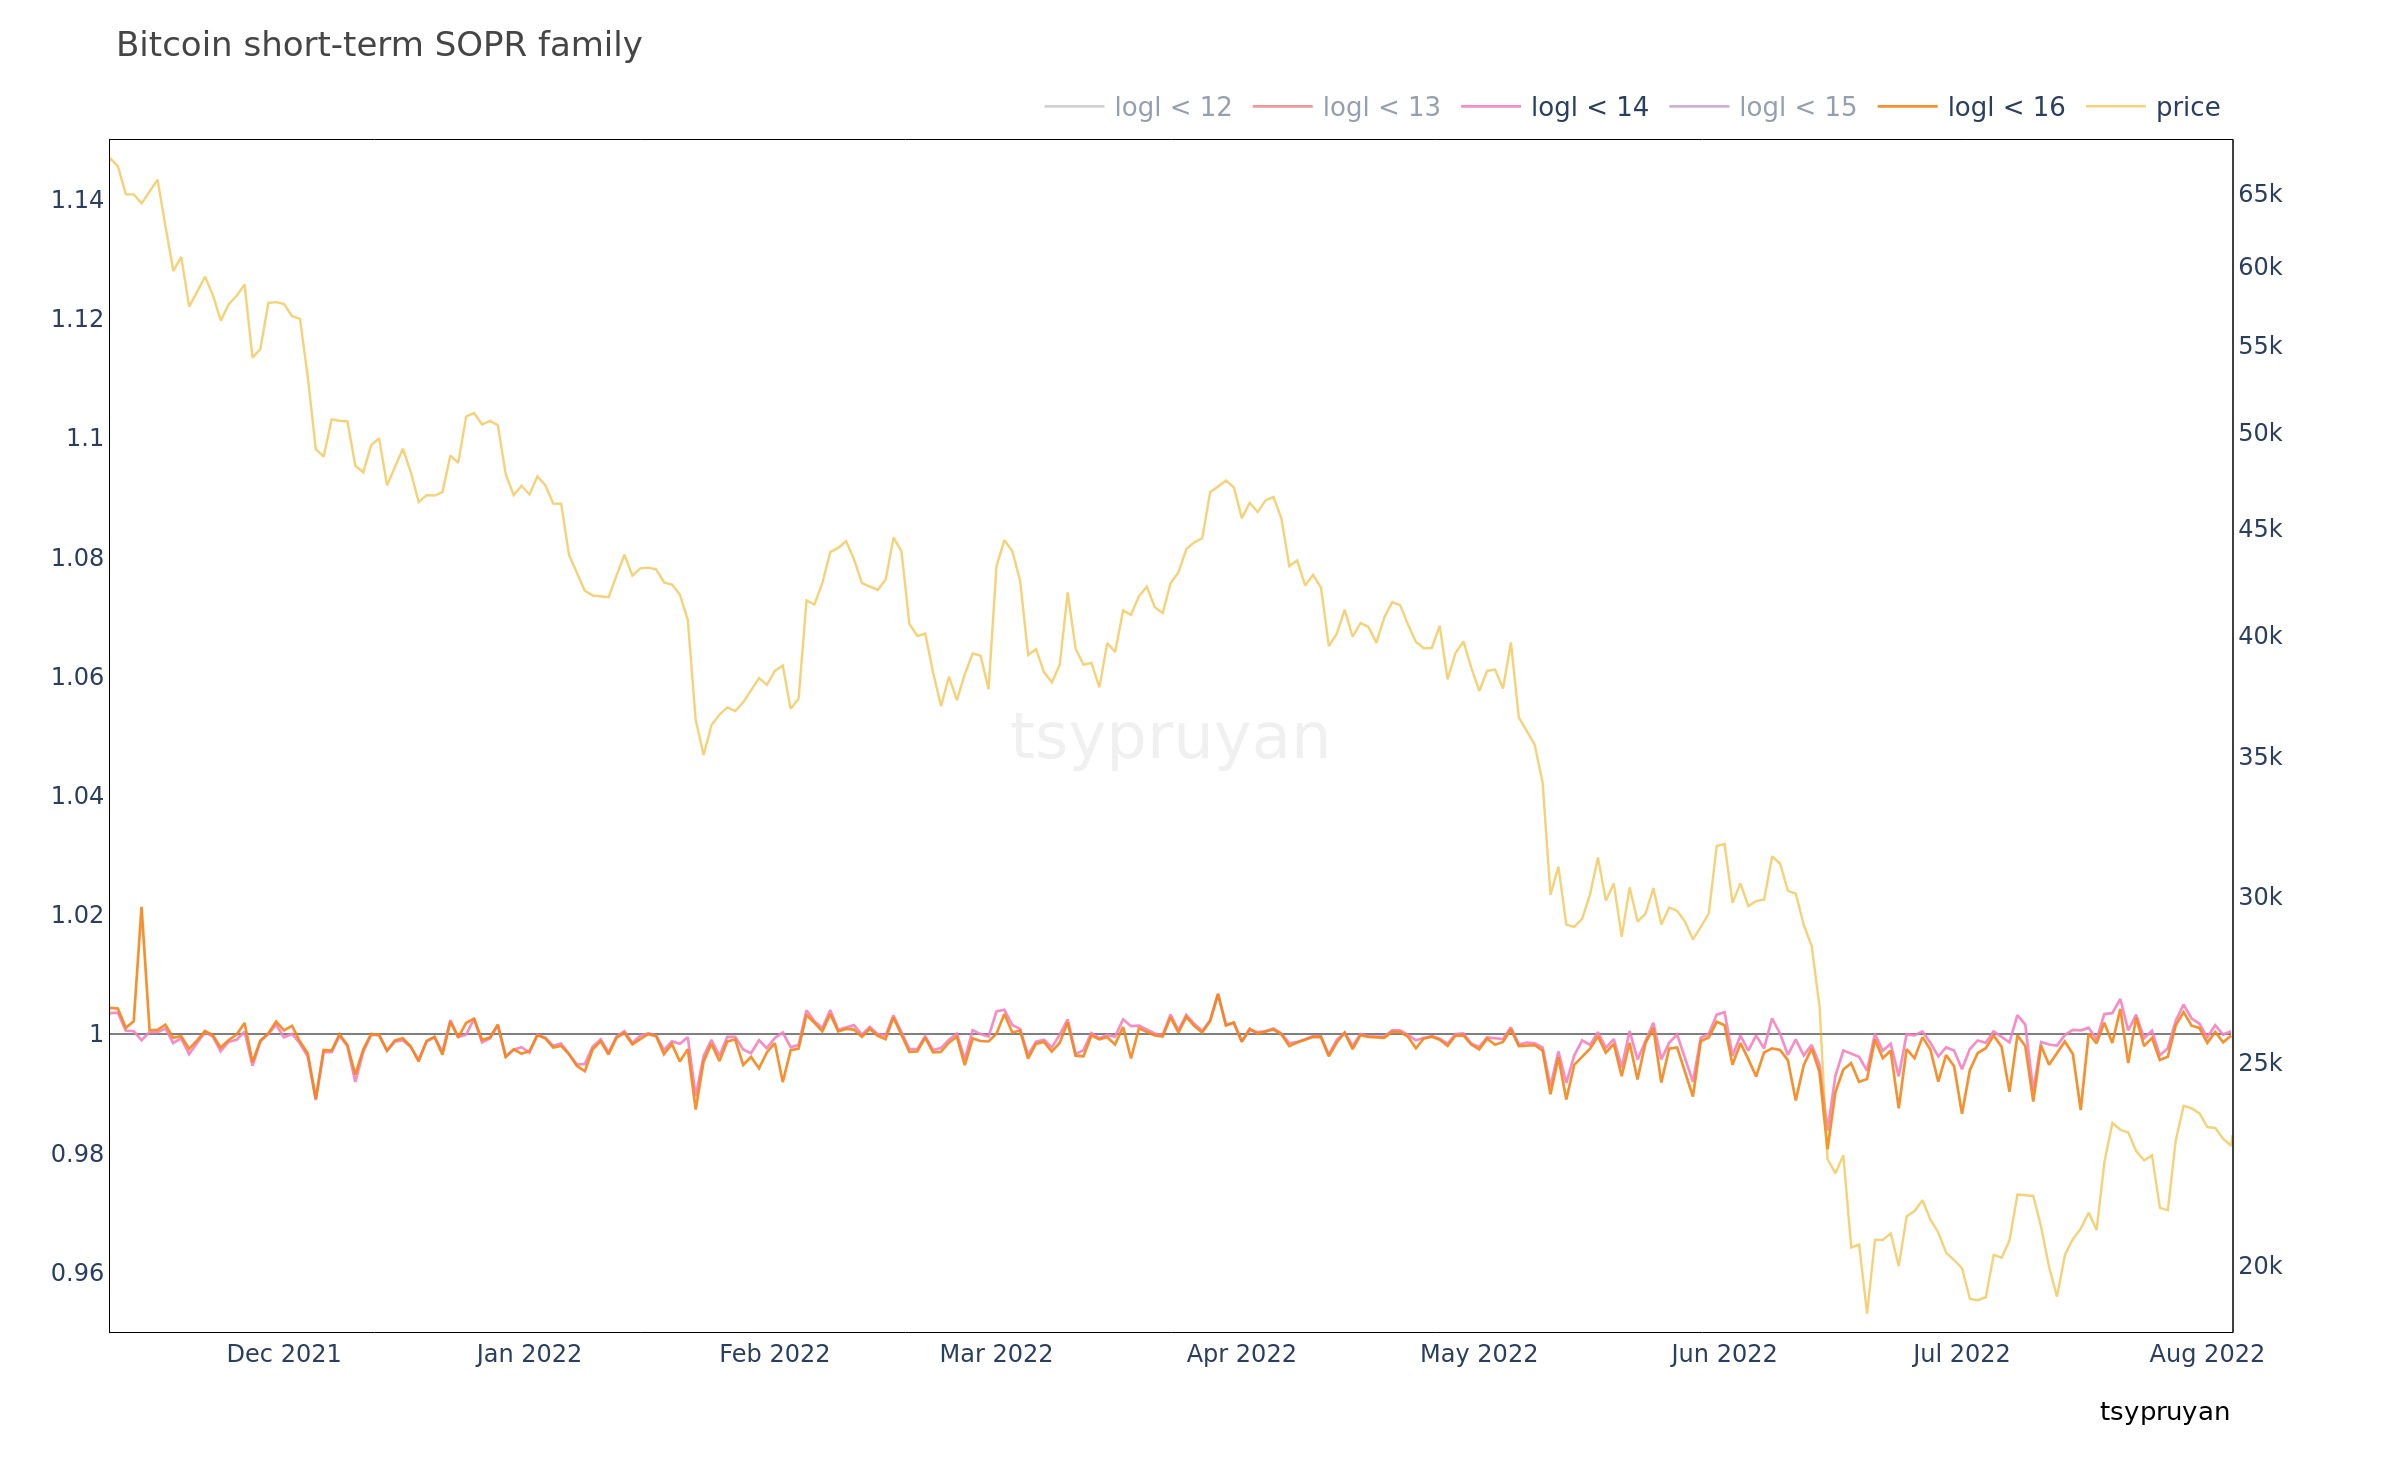 Bitcoin short-term SOPR family
logl < 12 logl < 13 logl < 14 logl < 15 logl < 16 price
1.14 65k
60k
1.12
55k
1.1 50k
45k
1.08
40k
1.06
tsypruyan
35k
1.04
1.02 30k
1
25k
0.98
0.96 20k
Dec 2021 Jan 2022 Feb 2022 Mar 2022 Apr 2022 May 2022 Jun 2022 Jul 2022 Aug 2022
tsypruyan